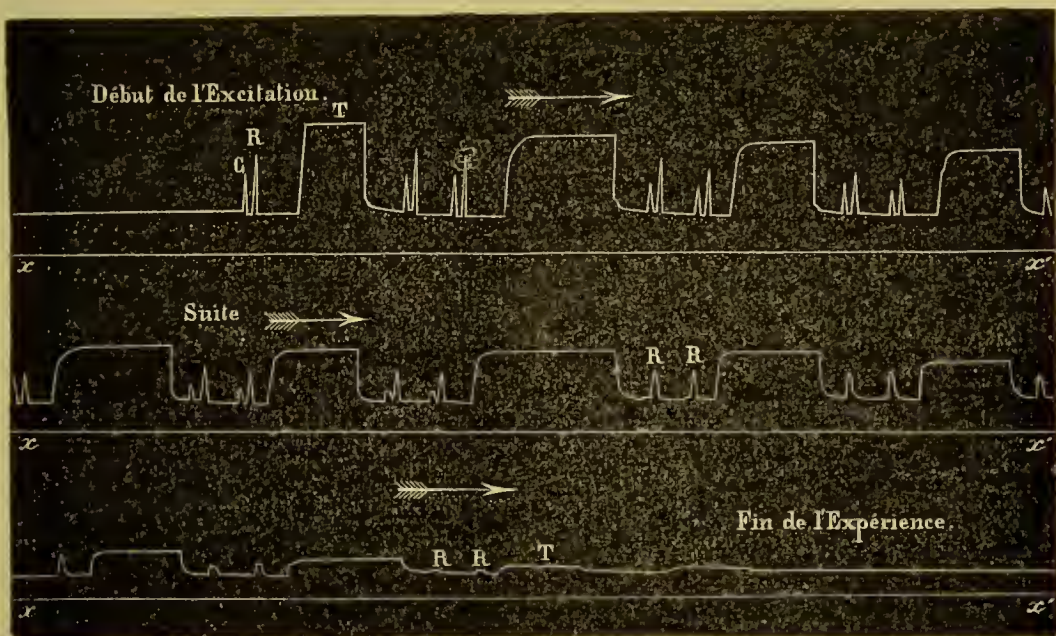 Début de l'Excitation.
T
R
C
x x'
Suite
R R
x x'
Fin de l'Expérience.
R R T
x x'